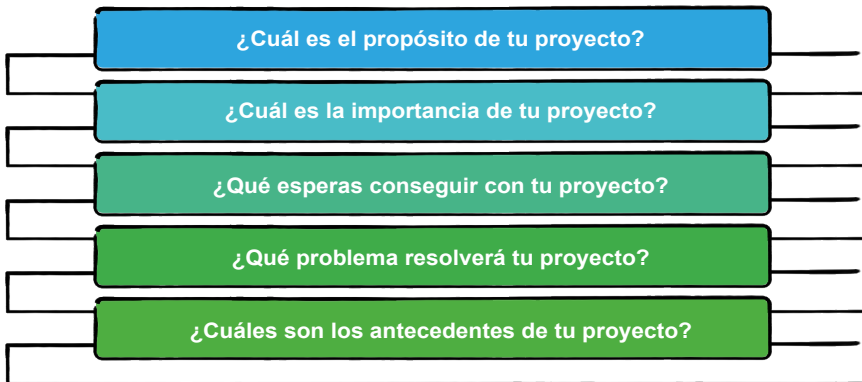 ¿Cuál es el propósito de tu proyecto?
¿Cuál es la importancia de tu proyecto?
¿Qué esperas conseguir con tu proyecto?
¿Qué problema resolverá tu proyecto?
¿Cuáles son los antecedentes de tu proyecto?